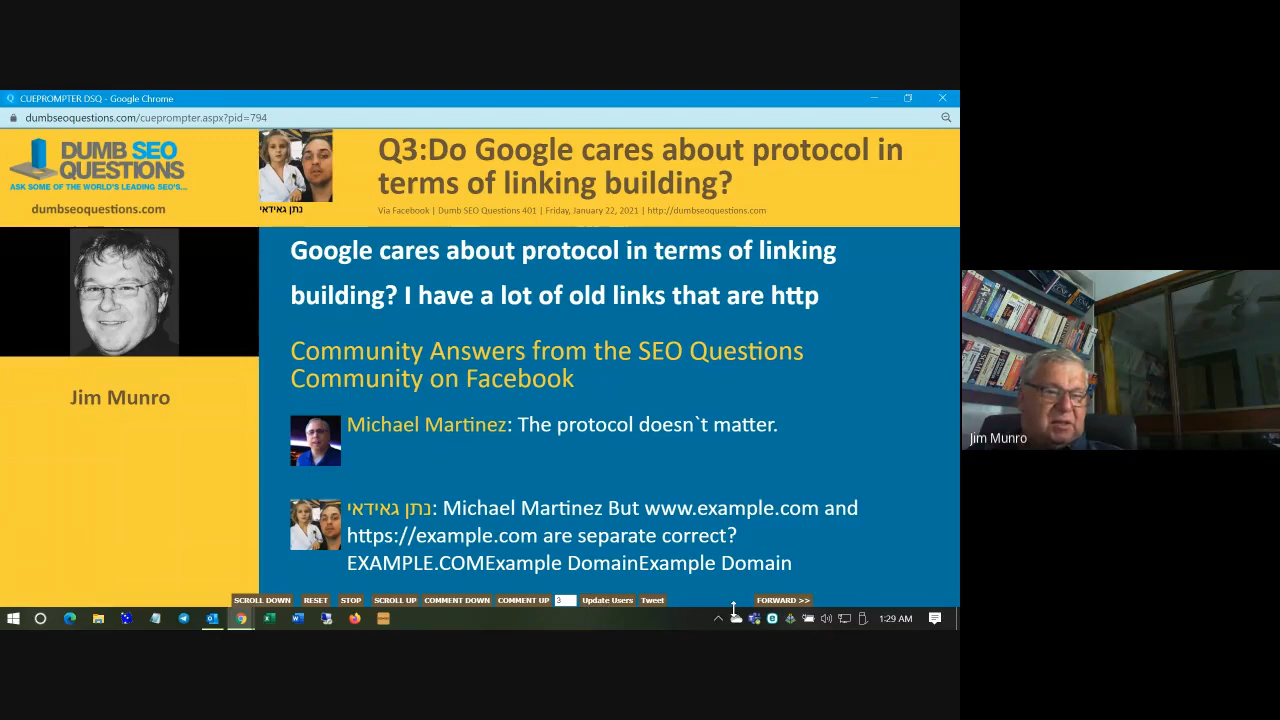 CUEPROMPTER DSQ - Google Chrome
dumbseoquestions.com/cueprompter.aspx?pid=794
DUMB SEO
QUESTIONS
ASK SOME OF THE WORLD'S LEADING SEO'S...
dumbseoquestions.com
נתן גאידאי
Q3:Do Google cares about protocol in
terms of linking building?
Via Facebook | Dumb SEO Questions 401 | Friday, January 22, 2021 | http://dumbseoquestions.com
Jim Munro
Google cares about protocol in terms of linking
building? I have a lot of old links that are http
Community Answers from the SEO Questions
Community on Facebook
Michael Martinez: The protocol doesn`t matter.
נתן גאידאי: Michael Martinez But www.example.com and
https://example.com are separate correct?
EXAMPLE.COMExample DomainExample Domain
SCROLL DOWN RESET STOP SCROLL UP COMMENT DOWN COMMENT UP 3 Update Users Tweet FORWARD >>
1:29 AM
Jim Munro